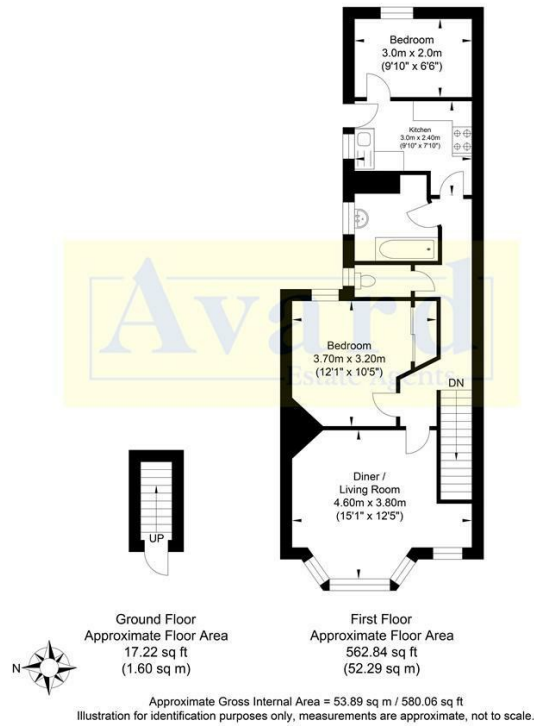 Bedroom
3.0m x 2.0m
(9'10" x 6'6")
Kitchen
3.0m x 2.40m
(9'10" x 7'10")
Avard
Estate Agents
Bedroom
3.70m x 3.20m
(12'1" x 10'5")
DN
Diner /
Living Room
4.60m x 3.80m
(15'1" x 12'5")
UP
Ground Floor
Approximate Floor Area
17.22 sq ft
(1.60 sq m)
First Floor
Approximate Floor Area
562.84 sq ft
(52.29 sq m)
N
Approximate Gross Internal Area = 53.89 sq m / 580.06 sq ft
Illustration for identification purposes only, measurements are approximate, not to scale.